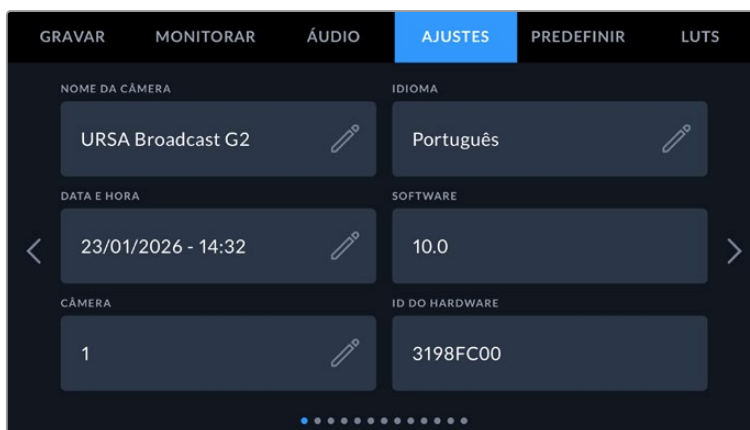 GRAVAR MONITORAR ÁUDIO AJUSTES PREDEFINIR LUTS
NOME DA CÂMERA IDIOMA
URSA Broadcast G2 Português
DATA E HORA SOFTWARE
23/01/2026 - 14:32 10.0
CÂMERA ID DO HARDWARE
1 3198FC00